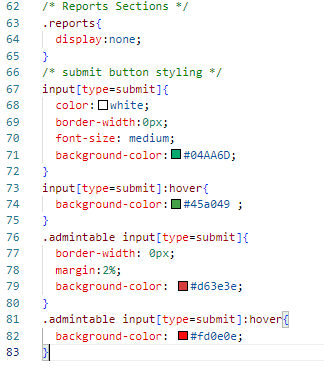 62 /* Reports Sections */
63 .reports{
64     display:none;
65 }
66 /* submit button styling */
67 input[type=submit]{
68     color:white;
69     border-width:0px;
70     font-size: medium;
71     background-color:#04AA6D;
72 }
73 input[type=submit]:hover{
74     background-color:#45a049 ;
75 }
76 .admintable input[type=submit]{
77     border-width: 0px;
78     margin:2%;
79     background-color: #d63e3e;
80 }
81 .admintable input[type=submit]:hover{
82     background-color: #fd0e0e;
83 }